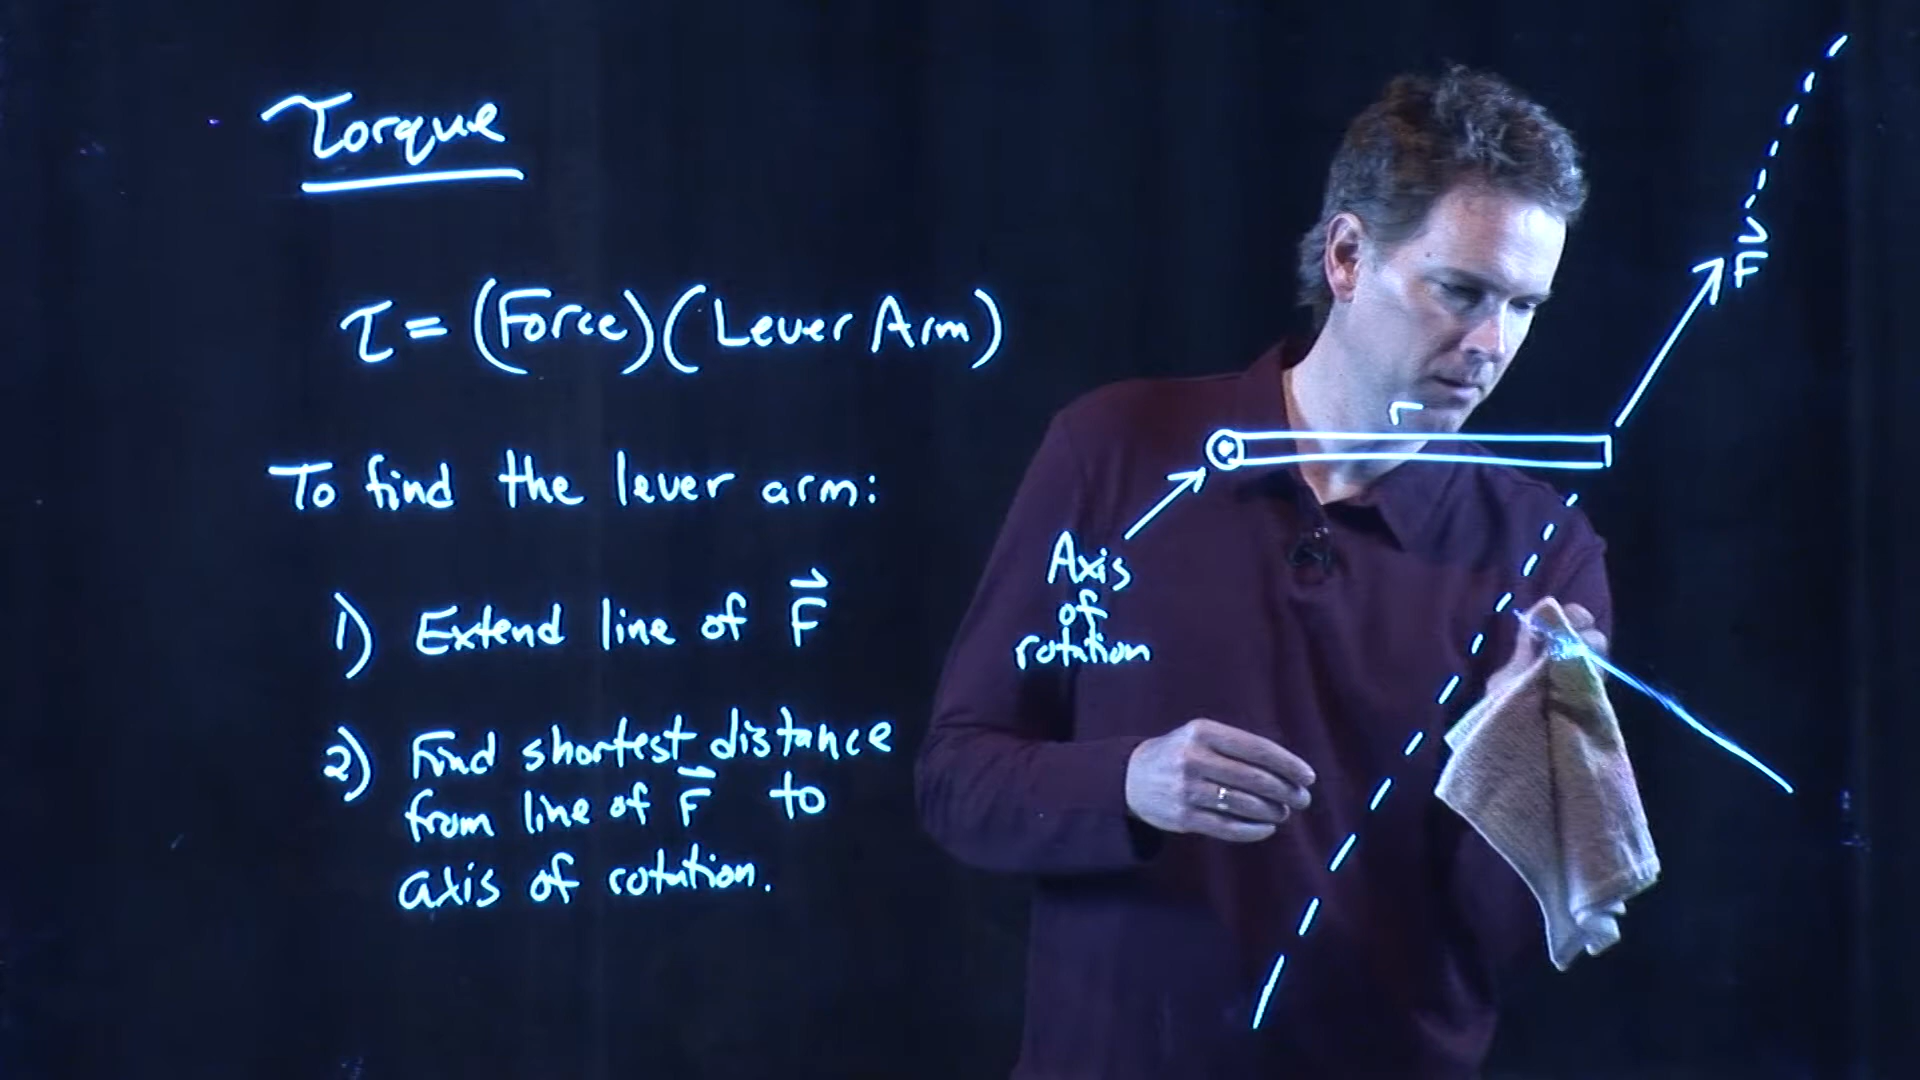 Torque
τ = (Force)(Lever Arm)
To find the lever arm:
1) Extend line of F⃗
2) Find shortest distance
from line of F⃗ to
axis of rotation.
F⃗
r
Axis
of
rotation